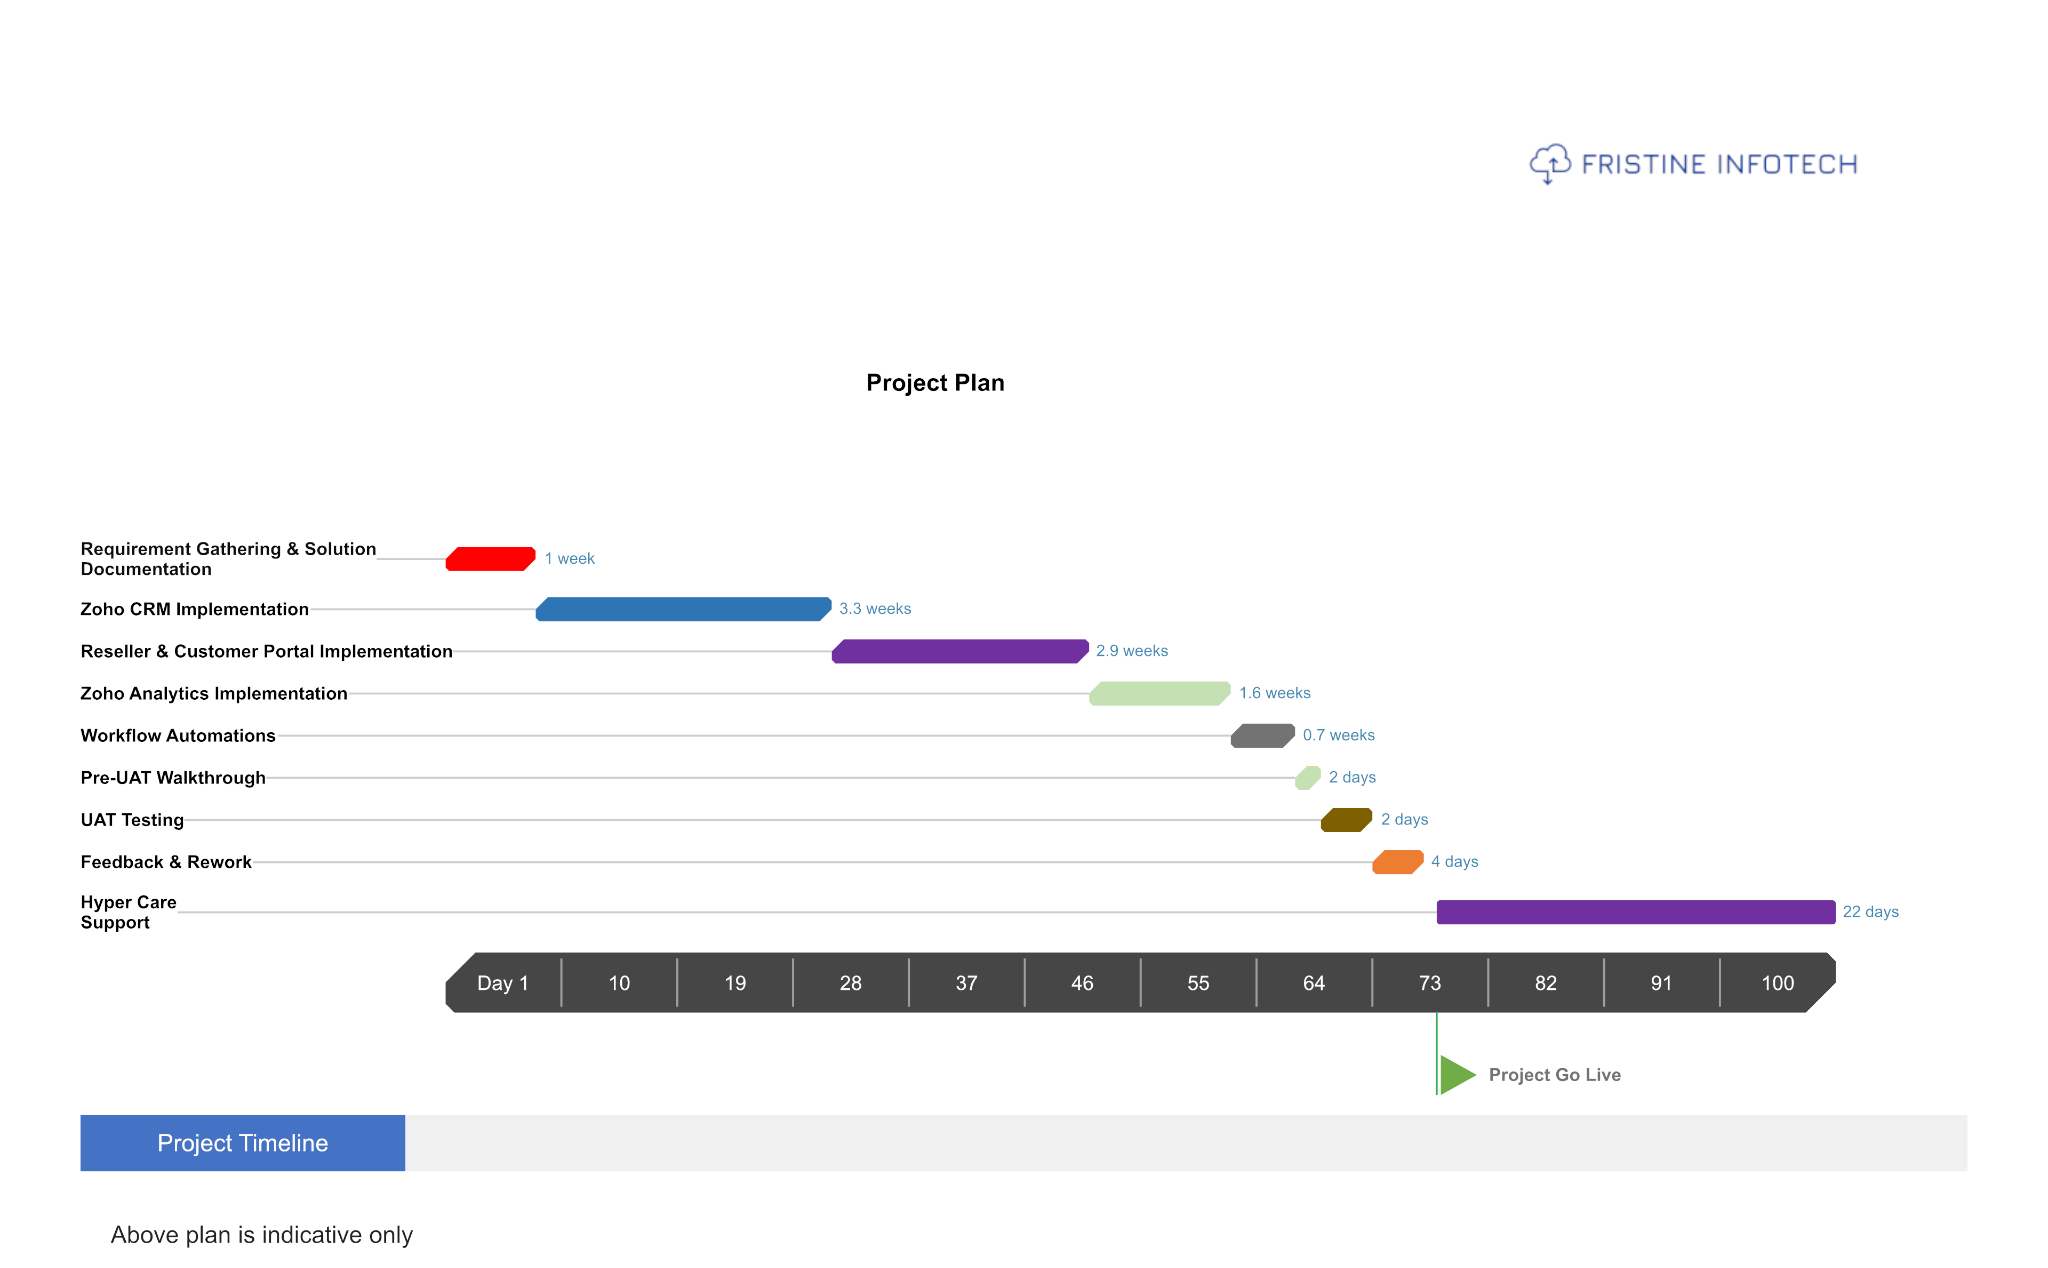 FRISTINE INFOTECH
Project Plan
Requirement Gathering & Solution
Documentation
1 week
Zoho CRM Implementation
3.3 weeks
Reseller & Customer Portal Implementation
2.9 weeks
Zoho Analytics Implementation
1.6 weeks
Workflow Automations
0.7 weeks
Pre-UAT Walkthrough
2 days
UAT Testing
2 days
Feedback & Rework
4 days
Hyper Care
Support
22 days
Day 1 10 19 28 37 46 55 64 73 82 91 100
Project Go Live
Project Timeline
Above plan is indicative only